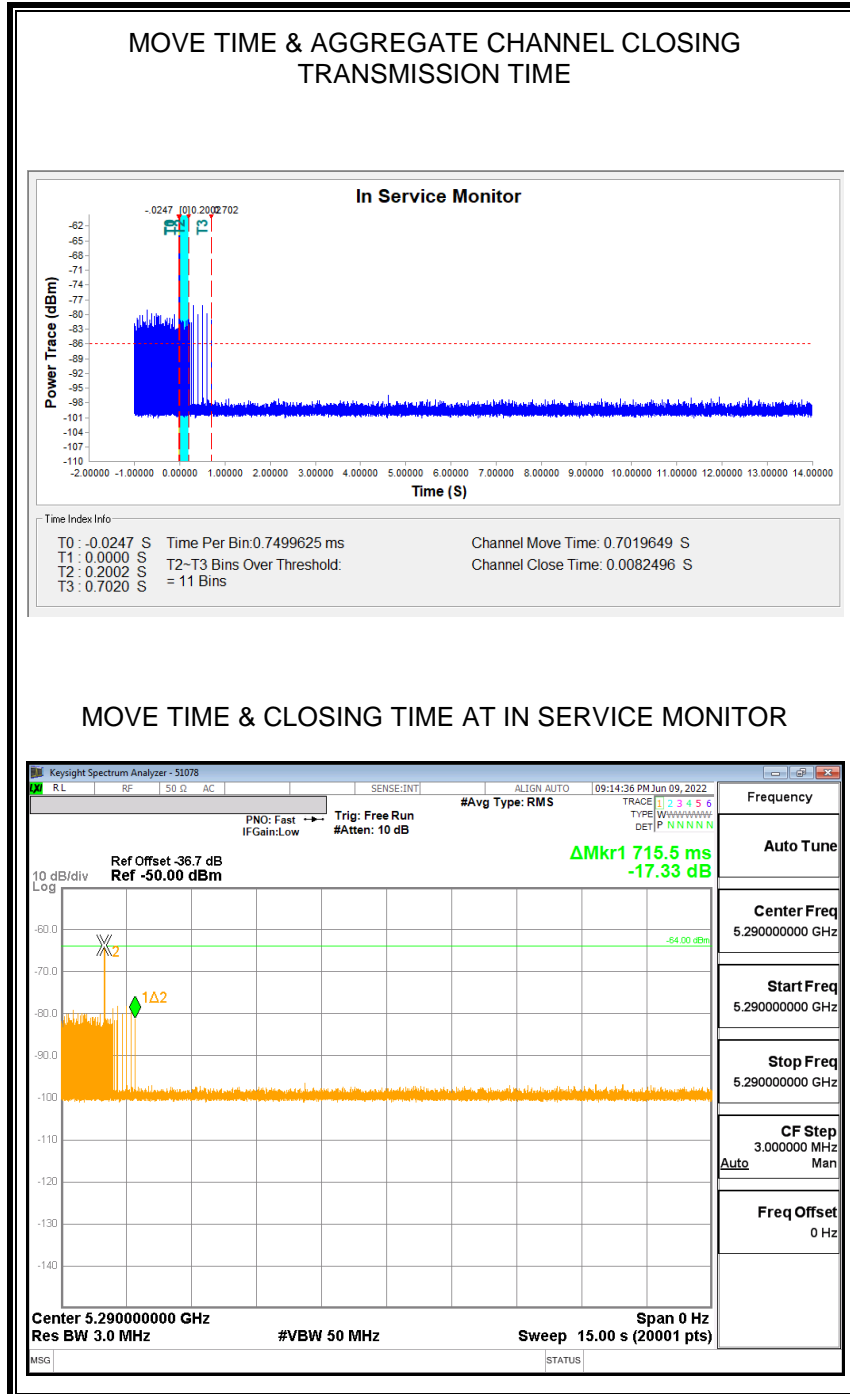 MOVE TIME & AGGREGATE CHANNEL CLOSING
TRANSMISSION TIME
In Service Monitor
-.0247
T0
T2
T3
Power Trace (dBm)
-62
-65
-68
-71
-74
-77
-80
-83
-86
-89
-92
-95
-98
-101
-104
-107
-110
-2.00000 -1.00000 0.00000 1.00000 2.00000 3.00000 4.00000 5.00000 6.00000 7.00000 8.00000 9.00000 10.00000 11.00000 12.00000 13.00000 14.00000
Time (S)
Time Index Info
T0 : -0.0247 S
T1 : 0.0000 S
T2 : 0.2002 S
T3 : 0.7020 S
Time Per Bin:0.7499625 ms
T2~T3 Bins Over Threshold:
= 11 Bins
Channel Move Time: 0.7019649 S
Channel Close Time: 0.0082496 S
MOVE TIME & CLOSING TIME AT IN SERVICE MONITOR
Keysight Spectrum Analyzer - 51078
LXI RL RF 50 Ω AC SENSE:INT ALIGN AUTO 09:14:36 PM Jun 09, 2022
PNO: Fast
IFGain:Low
Trig: Free Run
#Atten: 10 dB
#Avg Type: RMS
TRACE 1 2 3 4 5 6
TYPE WWWWWW
DET P N N N N N
ΔMkr1 715.5 ms
-17.33 dB
Ref Offset -36.7 dB
10 dB/div Ref -50.00 dBm
Log
-60.0
-64.00 dBm
2
-70.0
1Δ2
-80.0
-90.0
-100
-110
-120
-130
-140
Center 5.290000000 GHz
Span 0 Hz
Res BW 3.0 MHz #VBW 50 MHz Sweep 15.00 s (20001 pts)
MSG STATUS
Frequency
Auto Tune
Center Freq
5.290000000 GHz
Start Freq
5.290000000 GHz
Stop Freq
5.290000000 GHz
CF Step
3.000000 MHz
Auto Man
Freq Offset
0 Hz